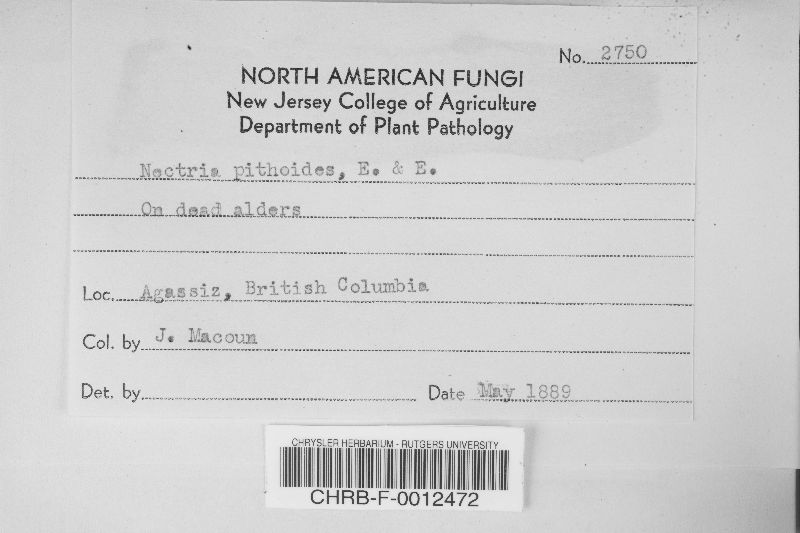 No. 2750
NORTH AMERICAN FUNGI
New Jersey College of Agriculture
Department of Plant Pathology
Nectria pithoides, E. & E.
On dead alders
Loc. Agassiz, British Columbia
Col. by J. Macoun
Det. by Date May 1889
CHRYSLER HERBARIUM - RUTGERS UNIVERSITY
CHRB-F-0012472